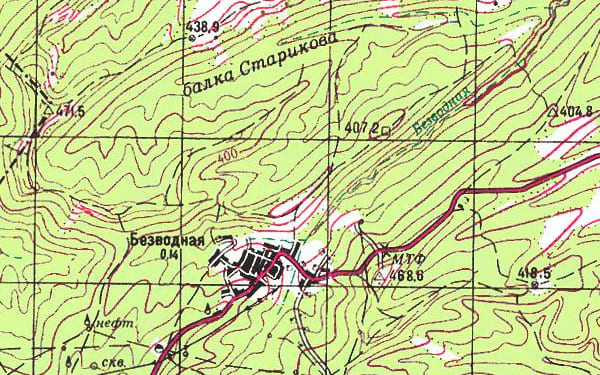 438.9
балка Старикова
471.5
404.8
Безводная
407.2
400
Безводная
0.14
МТФ
468.6
418.5
нефт.
скв.